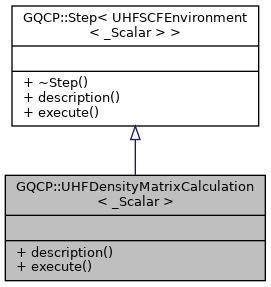 GQCP::Step< UHFSCFEnvironment
< _Scalar > >
+ ~Step()
+ description()
+ execute()
GQCP::UHFDensityMatrixCalculation
< _Scalar >
+ description()
+ execute()